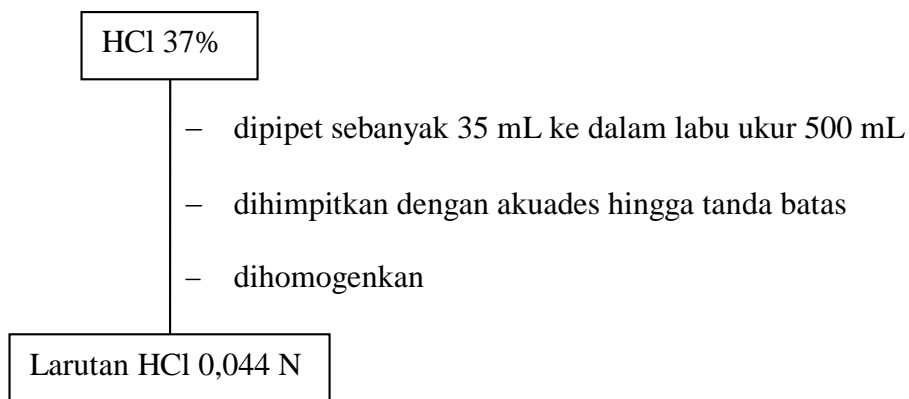 HCl 37%
– dipipet sebanyak 35 mL ke dalam labu ukur 500 mL
– dihimpitkan dengan akuades hingga tanda batas
– dihomogenkan
Larutan HCl 0,044 N